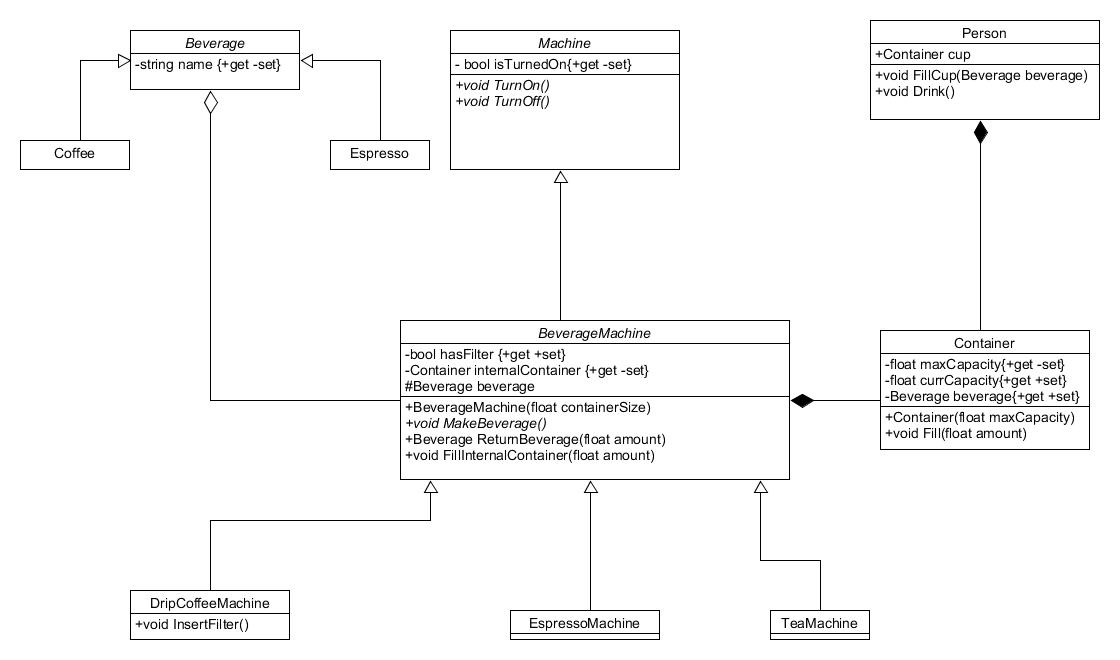 Beverage
-string name {+get -set}
Coffee
Espresso
Machine
- bool isTurnedOn{+get -set}
+void TurnOn()
+void TurnOff()
Person
+Container cup
+void FillCup(Beverage beverage)
+void Drink()
BeverageMachine
-bool hasFilter {+get +set}
-Container internalContainer {+get -set}
#Beverage beverage
+BeverageMachine(float containerSize)
+void MakeBeverage()
+Beverage ReturnBeverage(float amount)
+void FillInternalContainer(float amount)
Container
-float maxCapacity{+get -set}
-float currCapacity{+get +set}
-Beverage beverage{+get +set}
+Container(float maxCapacity)
+void Fill(float amount)
DripCoffeeMachine
+void InsertFilter()
EspressoMachine
TeaMachine